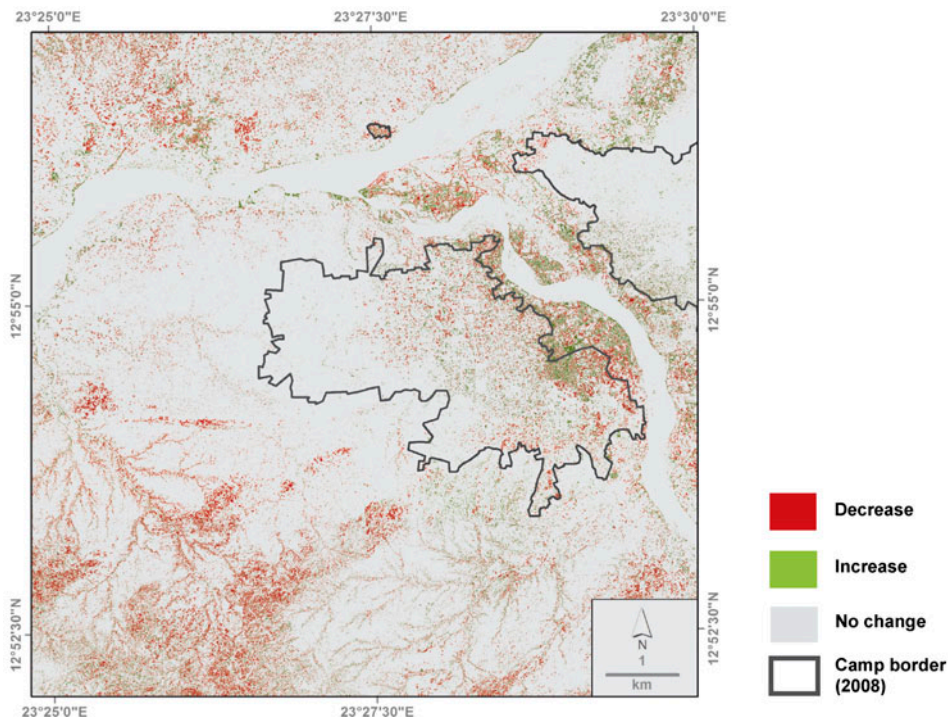 23°25'0"E
23°27'30"E
23°30'0"E
12°55'0"N
12°55'0"N
Decrease
Increase
No change
Camp border
(2008)
12°52'30"N
12°52'30"N
N
1
km
23°25'0"E
23°27'30"E